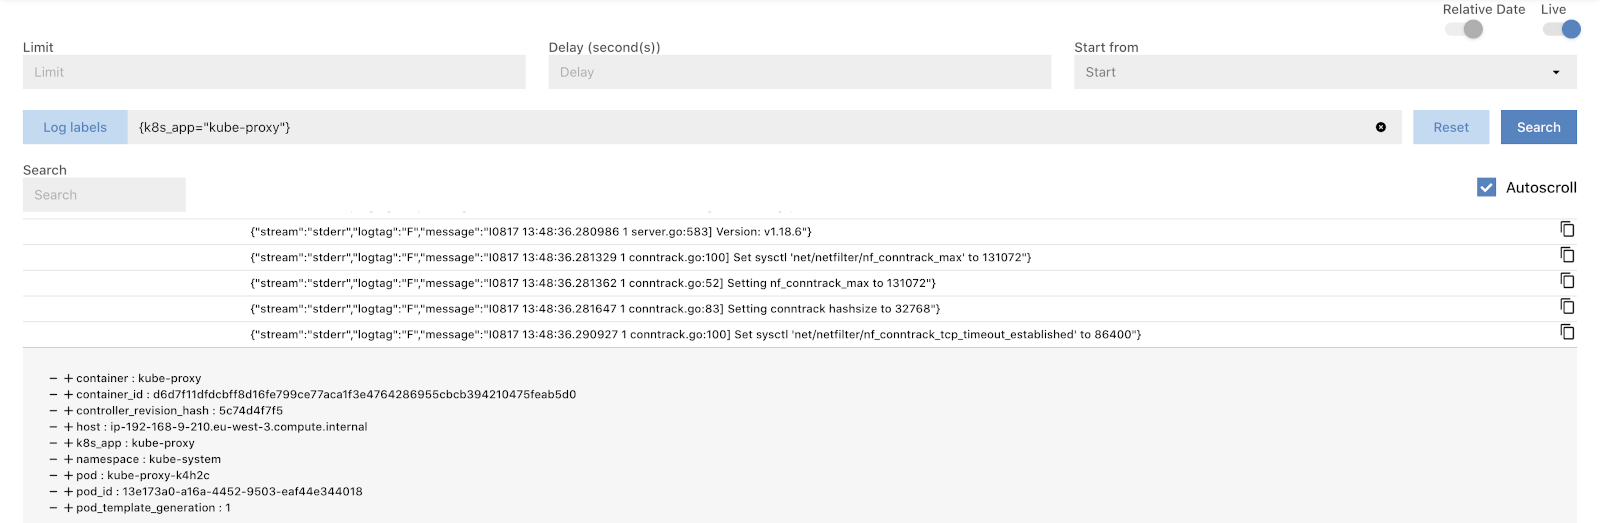 Relative Date Live
Limit Delay (second(s)) Start from
Limit Delay Start
Log labels {k8s_app="kube-proxy"} Reset Search
Search
Search Autoscroll
{"stream":"stderr","logtag":"F","message":"I0817 13:48:36.280986 1 server.go:583] Version: v1.18.6"}
{"stream":"stderr","logtag":"F","message":"I0817 13:48:36.281329 1 conntrack.go:100] Set sysctl 'net/netfilter/nf_conntrack_max' to 131072"}
{"stream":"stderr","logtag":"F","message":"I0817 13:48:36.281362 1 conntrack.go:52] Setting nf_conntrack_max to 131072"}
{"stream":"stderr","logtag":"F","message":"I0817 13:48:36.281647 1 conntrack.go:83] Setting conntrack hashsize to 32768"}
{"stream":"stderr","logtag":"F","message":"I0817 13:48:36.290927 1 conntrack.go:100] Set sysctl 'net/netfilter/nf_conntrack_tcp_timeout_established' to 86400"}
− + container : kube-proxy
− + container_id : d6d7f11dfdcbff8d16fe799ce77aca1f3e4764286955cbcb394210475feab5d0
− + controller_revision_hash : 5c74d4f7f5
− + host : ip-192-168-9-210.eu-west-3.compute.internal
− + k8s_app : kube-proxy
− + namespace : kube-system
− + pod : kube-proxy-k4h2c
− + pod_id : 13e173a0-a16a-4452-9503-eaf44e344018
− + pod_template_generation : 1